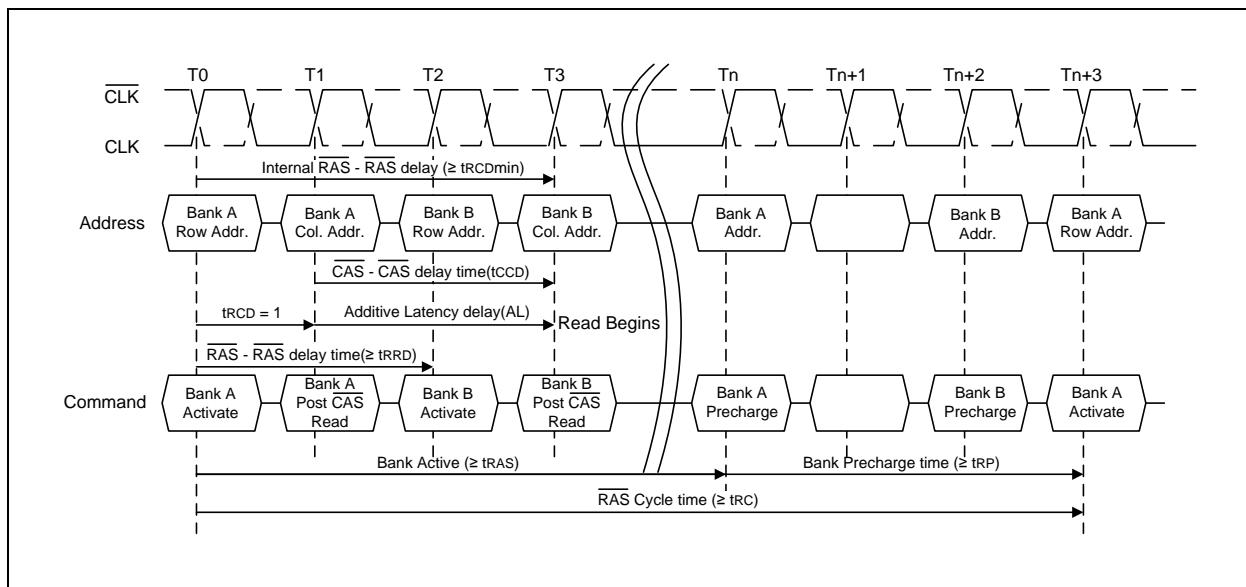 T0 T1 T2 T3 Tn Tn+1 Tn+2 Tn+3
CLK
CLK
Internal RAS - RAS delay (≥ tRCDmin)
Address
Bank A
Row Addr.
Bank A
Col. Addr.
Bank B
Row Addr.
Bank B
Col. Addr.
Bank A
Addr.
Bank B
Addr.
Bank A
Row Addr.
CAS - CAS delay time(tCCD)
tRCD = 1
Additive Latency delay(AL)
Read Begins
RAS - RAS delay time(≥ tRRD)
Command
Bank A
Activate
Bank A
Post CAS
Read
Bank B
Activate
Bank B
Post CAS
Read
Bank A
Precharge
Bank B
Precharge
Bank A
Activate
Bank Active (≥ tRAS)
Bank Precharge time (≥ tRP)
RAS Cycle time (≥ tRC)